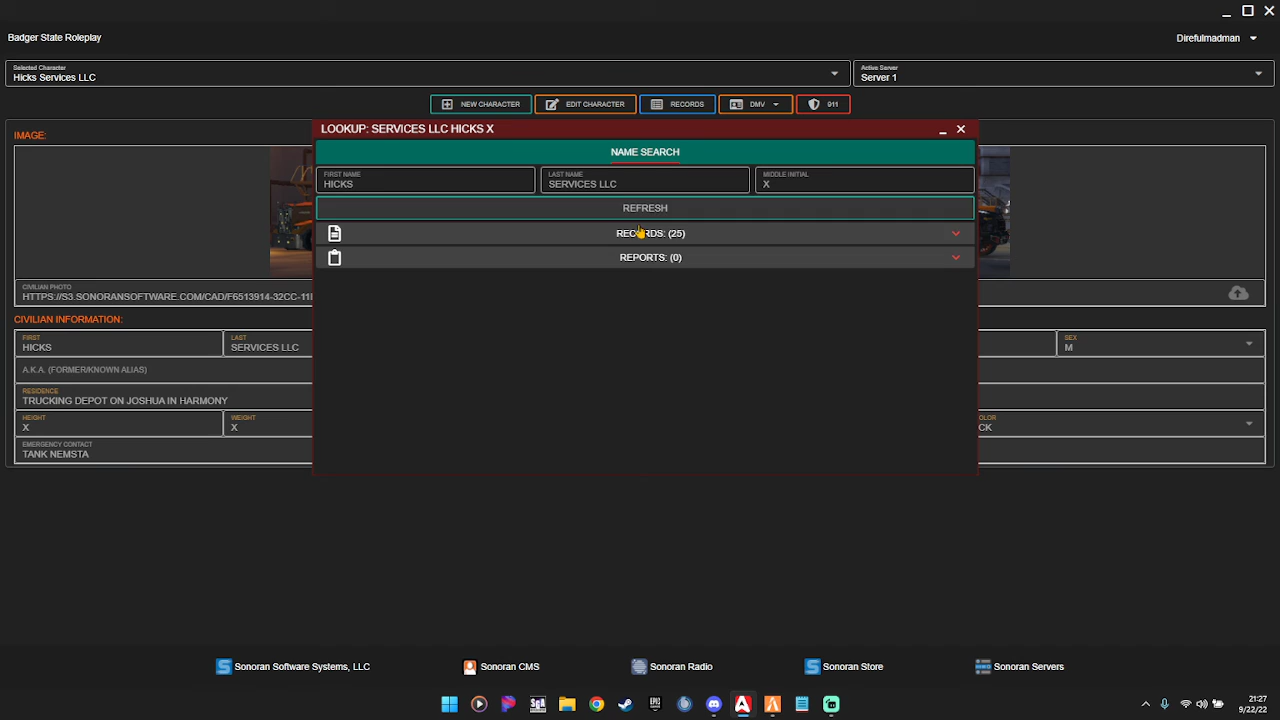 Badger State Roleplay
Direfulmadman
Selected Character
Hicks Services LLC
Active Server
Server 1
NEW CHARACTER
EDIT CHARACTER
RECORDS
DMV
911
IMAGE:
LOOKUP: SERVICES LLC HICKS X
NAME SEARCH
FIRST NAME
HICKS
LAST NAME
SERVICES LLC
MIDDLE INITIAL
X
REFRESH
RECORDS: (25)
REPORTS: (0)
CIVILIAN PHOTO
HTTPS://S3.SONORANSOFTWARE.COM/CAD/F6513914-32CC-11
CIVILIAN INFORMATION:
FIRST
HICKS
LAST
SERVICES LLC
SEX
M
A.K.A. (FORMER/KNOWN ALIAS)
RESIDENCE
TRUCKING DEPOT ON JOSHUA IN HARMONY
HEIGHT
X
WEIGHT
X
OLOR
CK
EMERGENCY CONTACT
TANK NEMSTA
Sonoran Software Systems, LLC
Sonoran CMS
Sonoran Radio
Sonoran Store
Sonoran Servers
SgA
EPIC
21:27
9/22/22